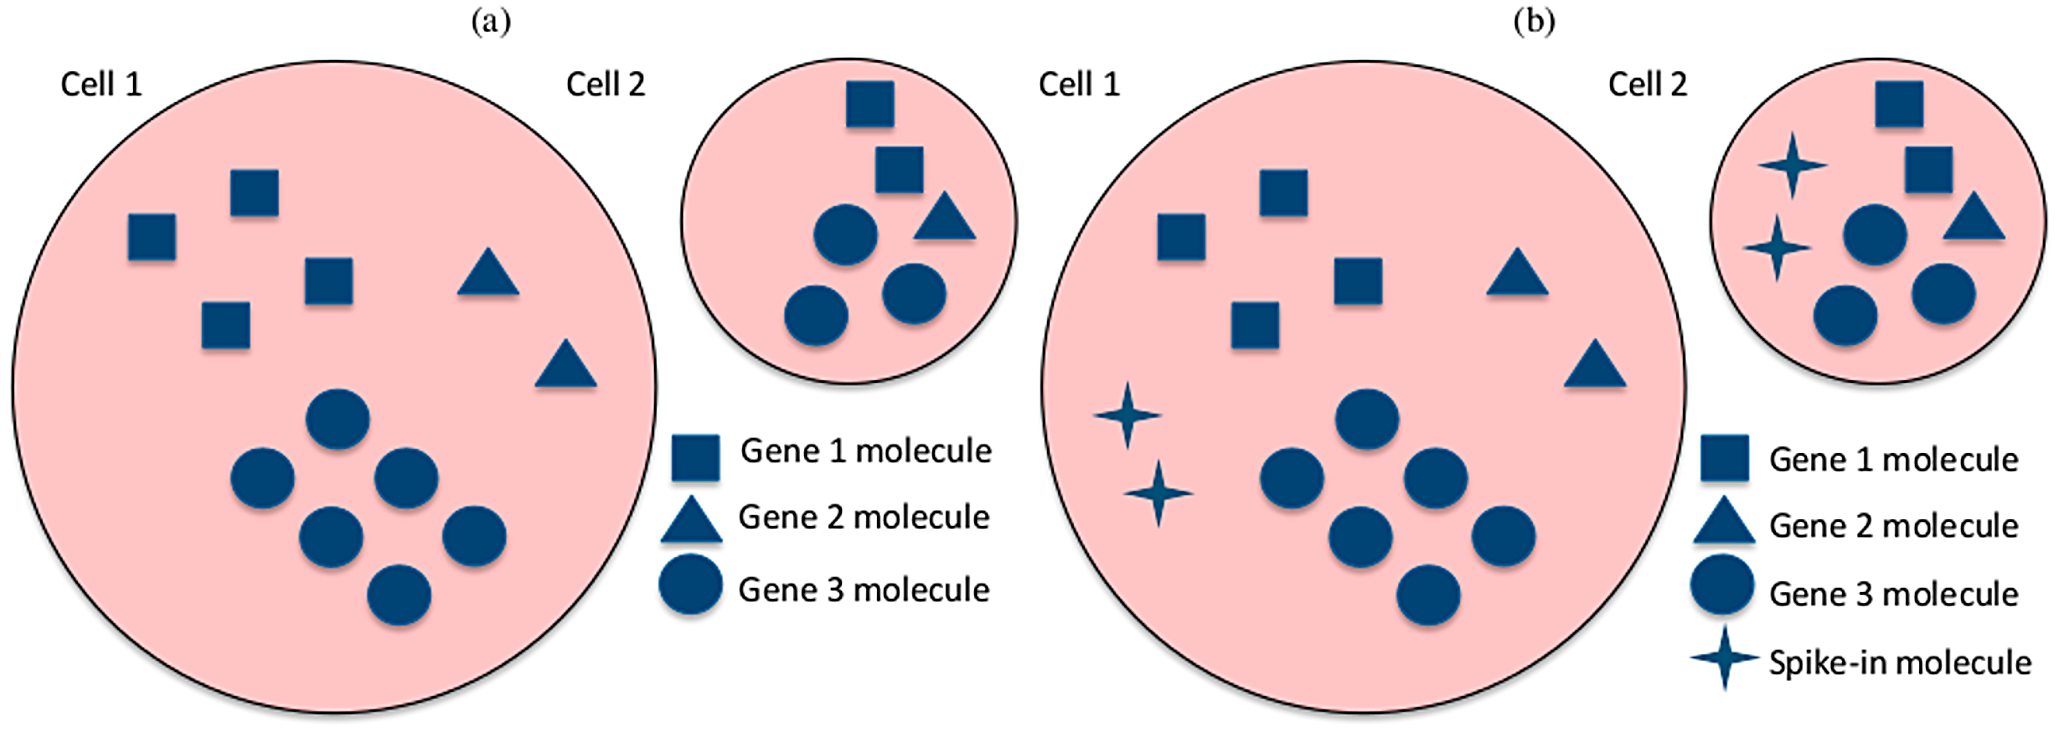 (a)
Cell 1
Cell 2
Gene 1 molecule
Gene 2 molecule
Gene 3 molecule
(b)
Cell 1
Cell 2
Gene 1 molecule
Gene 2 molecule
Gene 3 molecule
Spike-in molecule